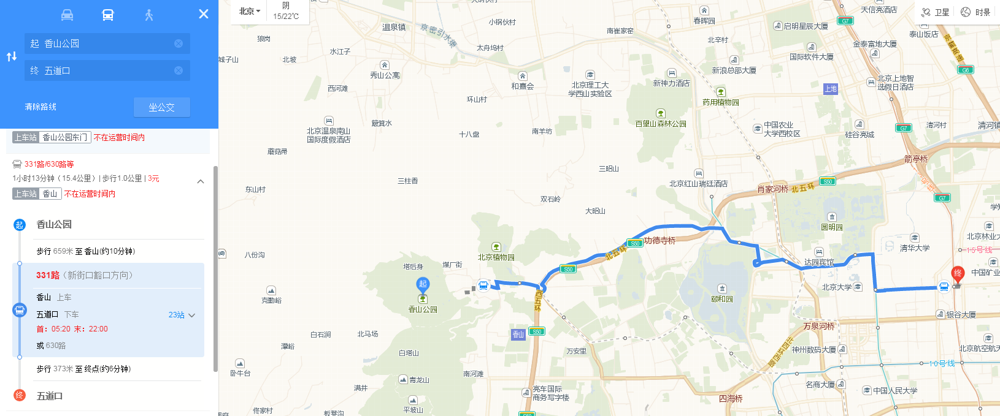 起 香山公园
终 五道口
清除路线
坐公交
上车站 香山公园东门 不在运营时间内
331路/630路等
1小时13分钟（15.4公里）| 步行1.0公里 | 3元
上车站 香山 不在运营时间内
起 香山公园
步行 659米 至 香山(约10分钟)
331路（新街口豁口方向）
香山 上车
五道口 下车
23站
首：05:20 末：22:00
或 630路
步行 373米 至 终点(约6分钟)
终 五道口
北京
阴
15/22℃
卫星
时景
小锅伙村
温泉镇
京密引水渠
狼岗
水江子
太舟坞村
南崔家窑
春晖园
启明星辰大厦
天信亮酒店
G7
泰山饭店
京藏高速
G6
北辛村
金泰富地大厦
国际软件大厦
城子山
北坡
秀山公寓
和熹会
北京理工大
学西山实验区
新神力酒店
新浪总部大厦
上地
北京上地智
选假日酒店
西河滩
环山村
药用植物园
百望山森林公园
北京温泉南山
国际度假酒店
簸箕水
十八盘
南羊坊
中国农业
大学西校区
硅谷亮城
G7
清河村
清河镇
蘑菇帚
三昭山
箭亭桥
东山村
三柱香
双石岭
北京红山瑞廷酒店
肖家河桥
北五环
S50
G7
大昭山
圆明园
北京林业大
功德寺桥
S50
北五环
清华大学
15号线
八份沟
塔后身
煤厂街
北京植物园
S50
达园宾馆
中国矿业
克勤峪
起
香山公园
西五环
颐和园
北京大学
终
银谷大厦
白石涧
北马场
香山
S50
万泉河桥
潭峪
白塔山
万安里
北四环西路
神州数码大厦
北京航空航天
卧牛台
南河滩
10号线
青龙山
满井
亮车国际
商务写字楼
名商大厦
中国人民大学
四海桥
佟家村
板凳沟
平坡山